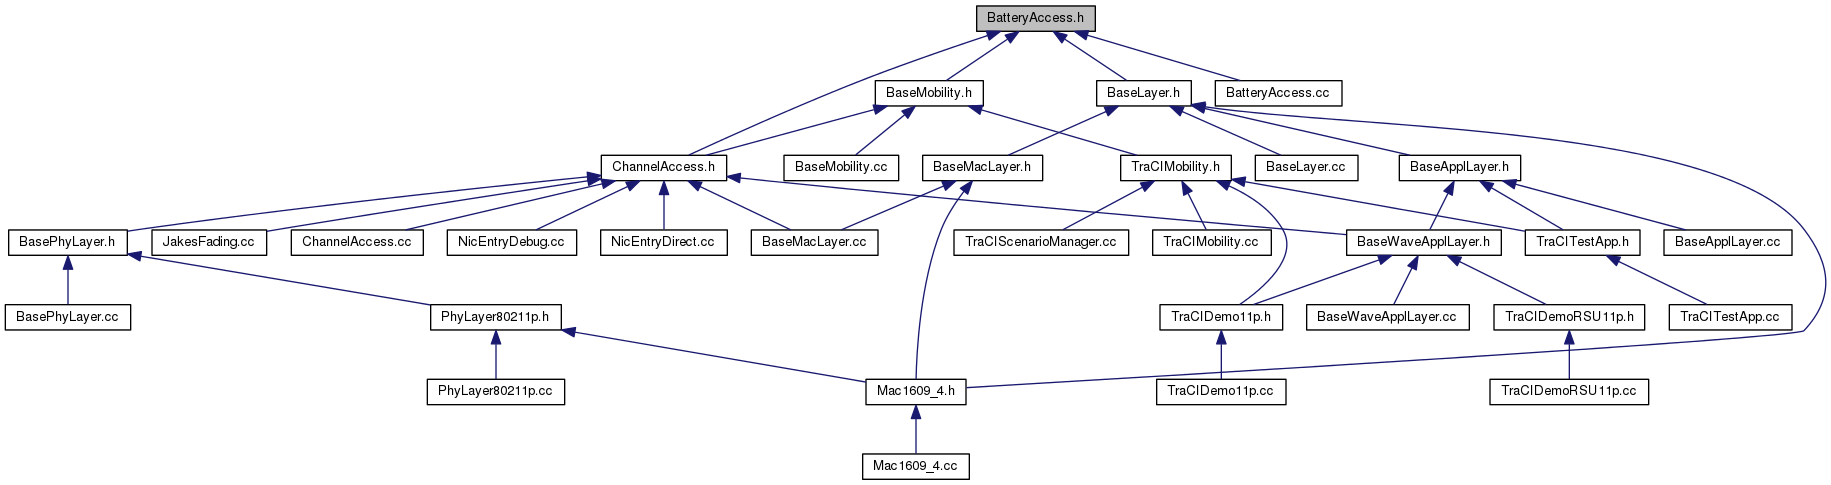 BatteryAccess.h
BaseMobility.h
BaseLayer.h
BatteryAccess.cc
ChannelAccess.h
BaseMobility.cc
BaseMacLayer.h
TraCIMobility.h
BaseLayer.cc
BaseApplLayer.h
BasePhyLayer.h
JakesFading.cc
ChannelAccess.cc
NicEntryDebug.cc
NicEntryDirect.cc
BaseMacLayer.cc
TraCIScenarioManager.cc
TraCIMobility.cc
BaseWaveApplLayer.h
TraCITestApp.h
BaseApplLayer.cc
BasePhyLayer.cc
PhyLayer80211p.h
TraCIDemo11p.h
BaseWaveApplLayer.cc
TraCIDemoRSU11p.h
TraCITestApp.cc
PhyLayer80211p.cc
Mac1609_4.h
TraCIDemo11p.cc
TraCIDemoRSU11p.cc
Mac1609_4.cc